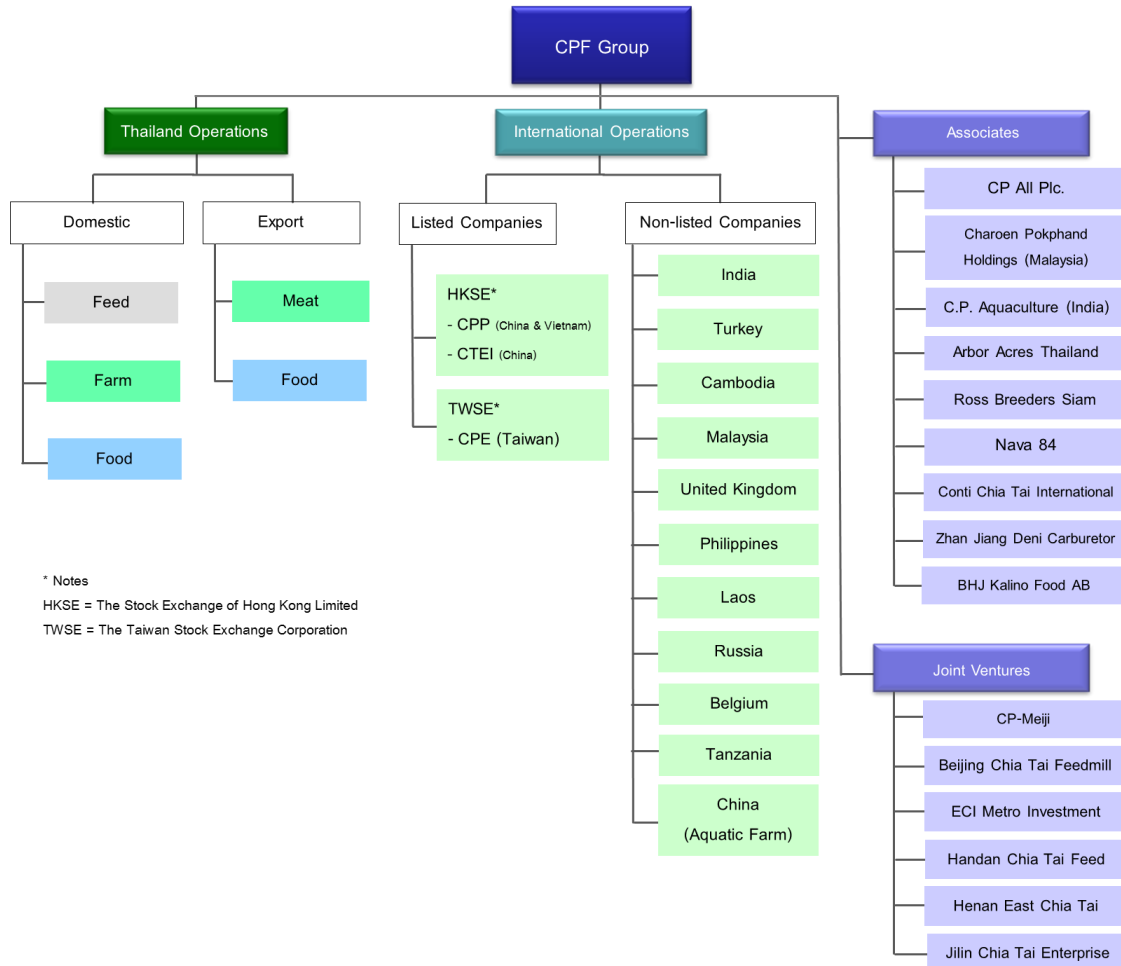 CPF Group
Thailand Operations
International Operations
Associates
Domestic
Export
Listed Companies
Non-listed Companies
Feed
Farm
Food
Meat
Food
HKSE*
- CPP (China & Vietnam)
- CTEI (China)
TWSE*
- CPE (Taiwan)
India
Turkey
Cambodia
Malaysia
United Kingdom
Philippines
Laos
Russia
Belgium
Tanzania
China
(Aquatic Farm)
CP All Plc.
Charoen Pokphand
Holdings (Malaysia)
C.P. Aquaculture (India)
Arbor Acres Thailand
Ross Breeders Siam
Nava 84
Conti Chia Tai International
Zhan Jiang Deni Carburetor
BHJ Kalino Food AB
Joint Ventures
CP-Meiji
Beijing Chia Tai Feedmill
ECI Metro Investment
Handan Chia Tai Feed
Henan East Chia Tai
Jilin Chia Tai Enterprise
* Notes
HKSE = The Stock Exchange of Hong Kong Limited
TWSE = The Taiwan Stock Exchange Corporation